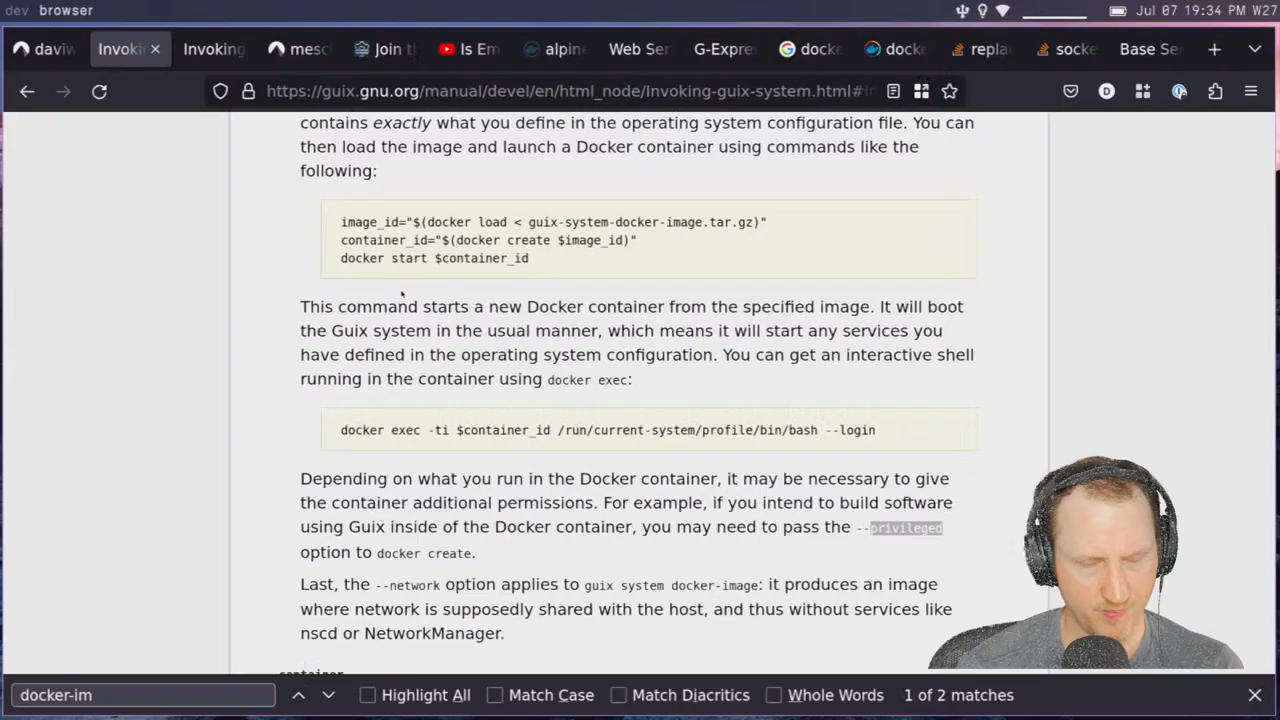 dev browser
Jul 07 19:34 PM W27
daviw
Invoki
Invoking
mesc
Join t
Is Em
alpine
Web Ser
G-Expre
docke
docke
repla
socke
Base Se
https://guix.gnu.org/manual/devel/en/html_node/Invoking-guix-system.html#I
contains exactly what you define in the operating system configuration file. You can
then load the image and launch a Docker container using commands like the
following:
image_id="$(docker load < guix-system-docker-image.tar.gz)"
container_id="$(docker create $image_id)"
docker start $container_id
This command starts a new Docker container from the specified image. It will boot
the Guix system in the usual manner, which means it will start any services you
have defined in the operating system configuration. You can get an interactive shell
running in the container using docker exec:
docker exec -ti $container_id /run/current-system/profile/bin/bash --login
Depending on what you run in the Docker container, it may be necessary to give
the container additional permissions. For example, if you intend to build software
using Guix inside of the Docker container, you may need to pass the --privileged
option to docker create.
Last, the --network option applies to guix system docker-image: it produces an image
where network is supposedly shared with the host, and thus without services like
nscd or NetworkManager.
container
docker-im
Highlight All
Match Case
Match Diacritics
Whole Words
1 of 2 matches